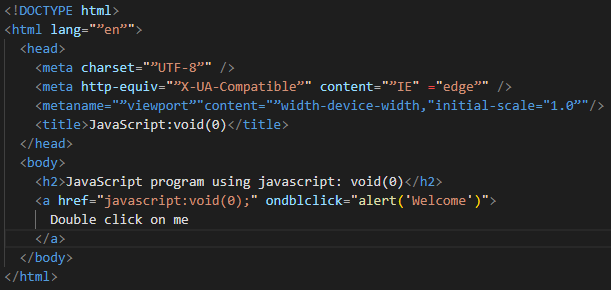 <!DOCTYPE html>
<html lang="”en”">
<head>
<meta charset="”UTF-8”" />
<meta http-equiv="”X-UA-Compatible”" content="”IE" ="edge”" />
<metaname="”viewport”"content="”width-device-width,"initial-scale="1.0”"/>
<title>JavaScript:void(0)</title>
</head>
<body>
<h2>JavaScript program using javascript: void(0)</h2>
<a href="javascript:void(0);" ondblclick="alert('Welcome')">
Double click on me
</a>
</body>
</html>